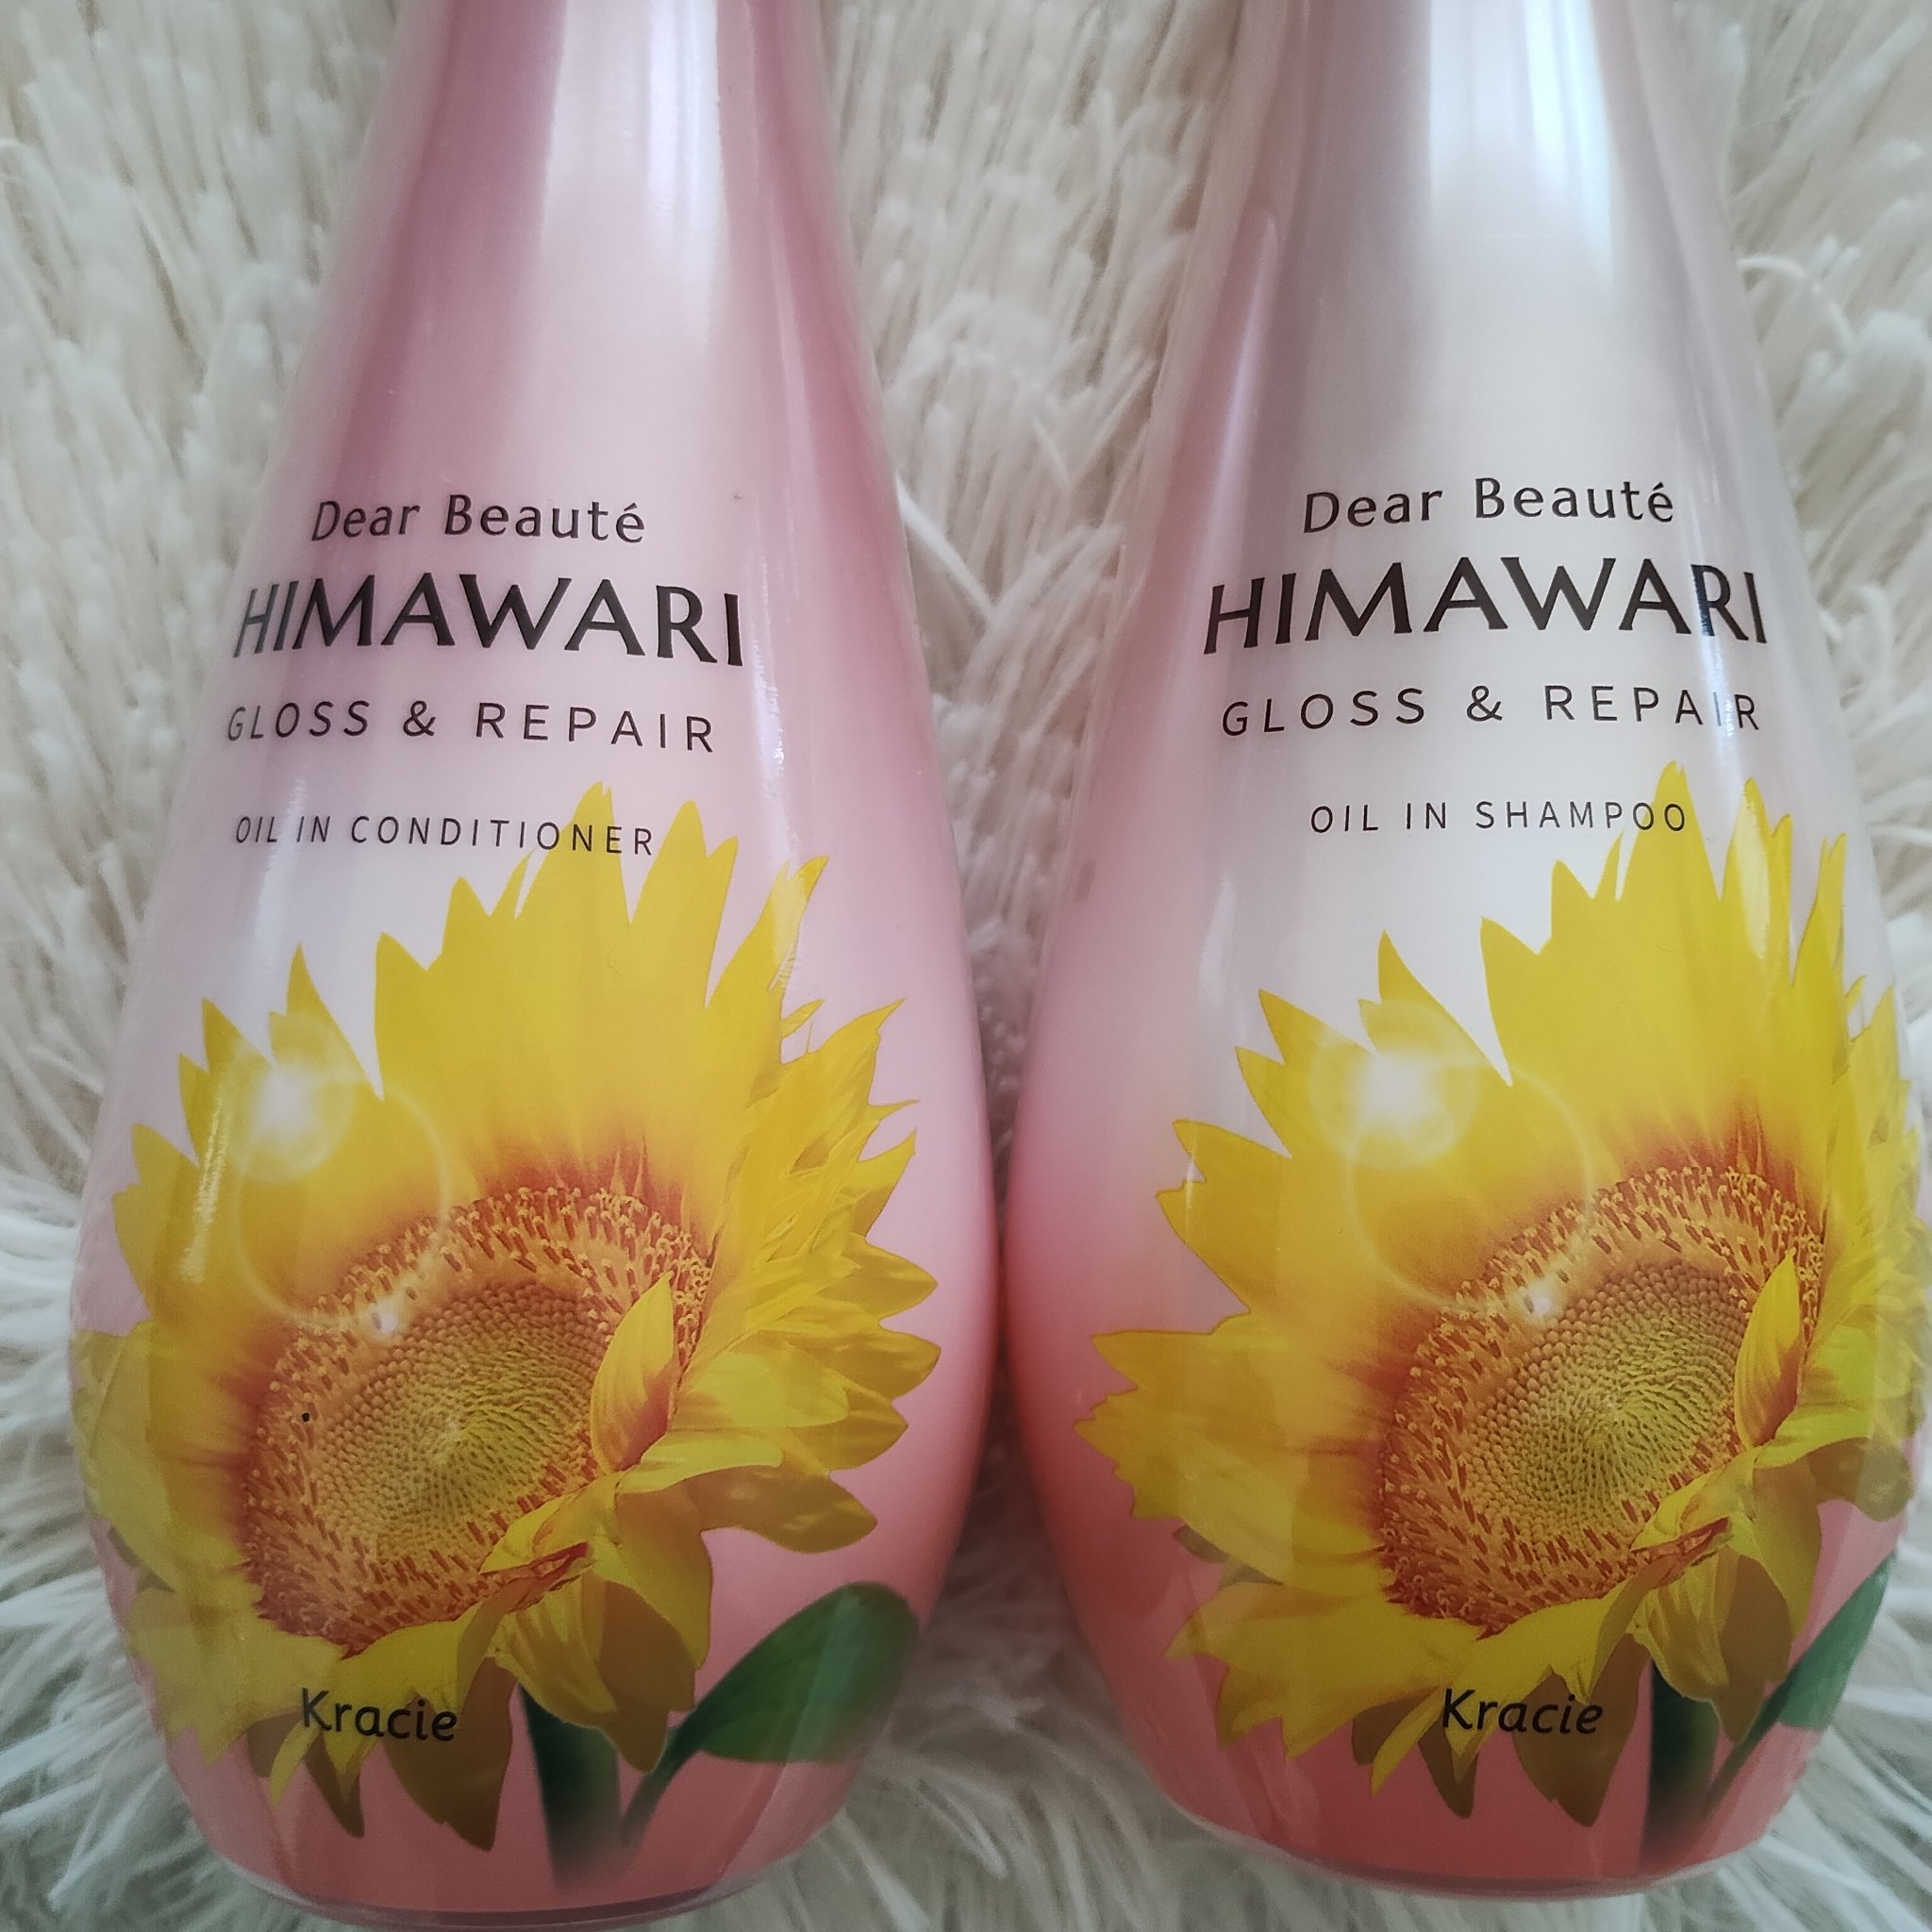 Dear Beauté
HIMAWARI
GLOSS & REPAIR
OIL IN CONDITIONER
Kracie
Dear Beauté
HIMAWARI
GLOSS & REPAIR
OIL IN SHAMPOO
Kracie